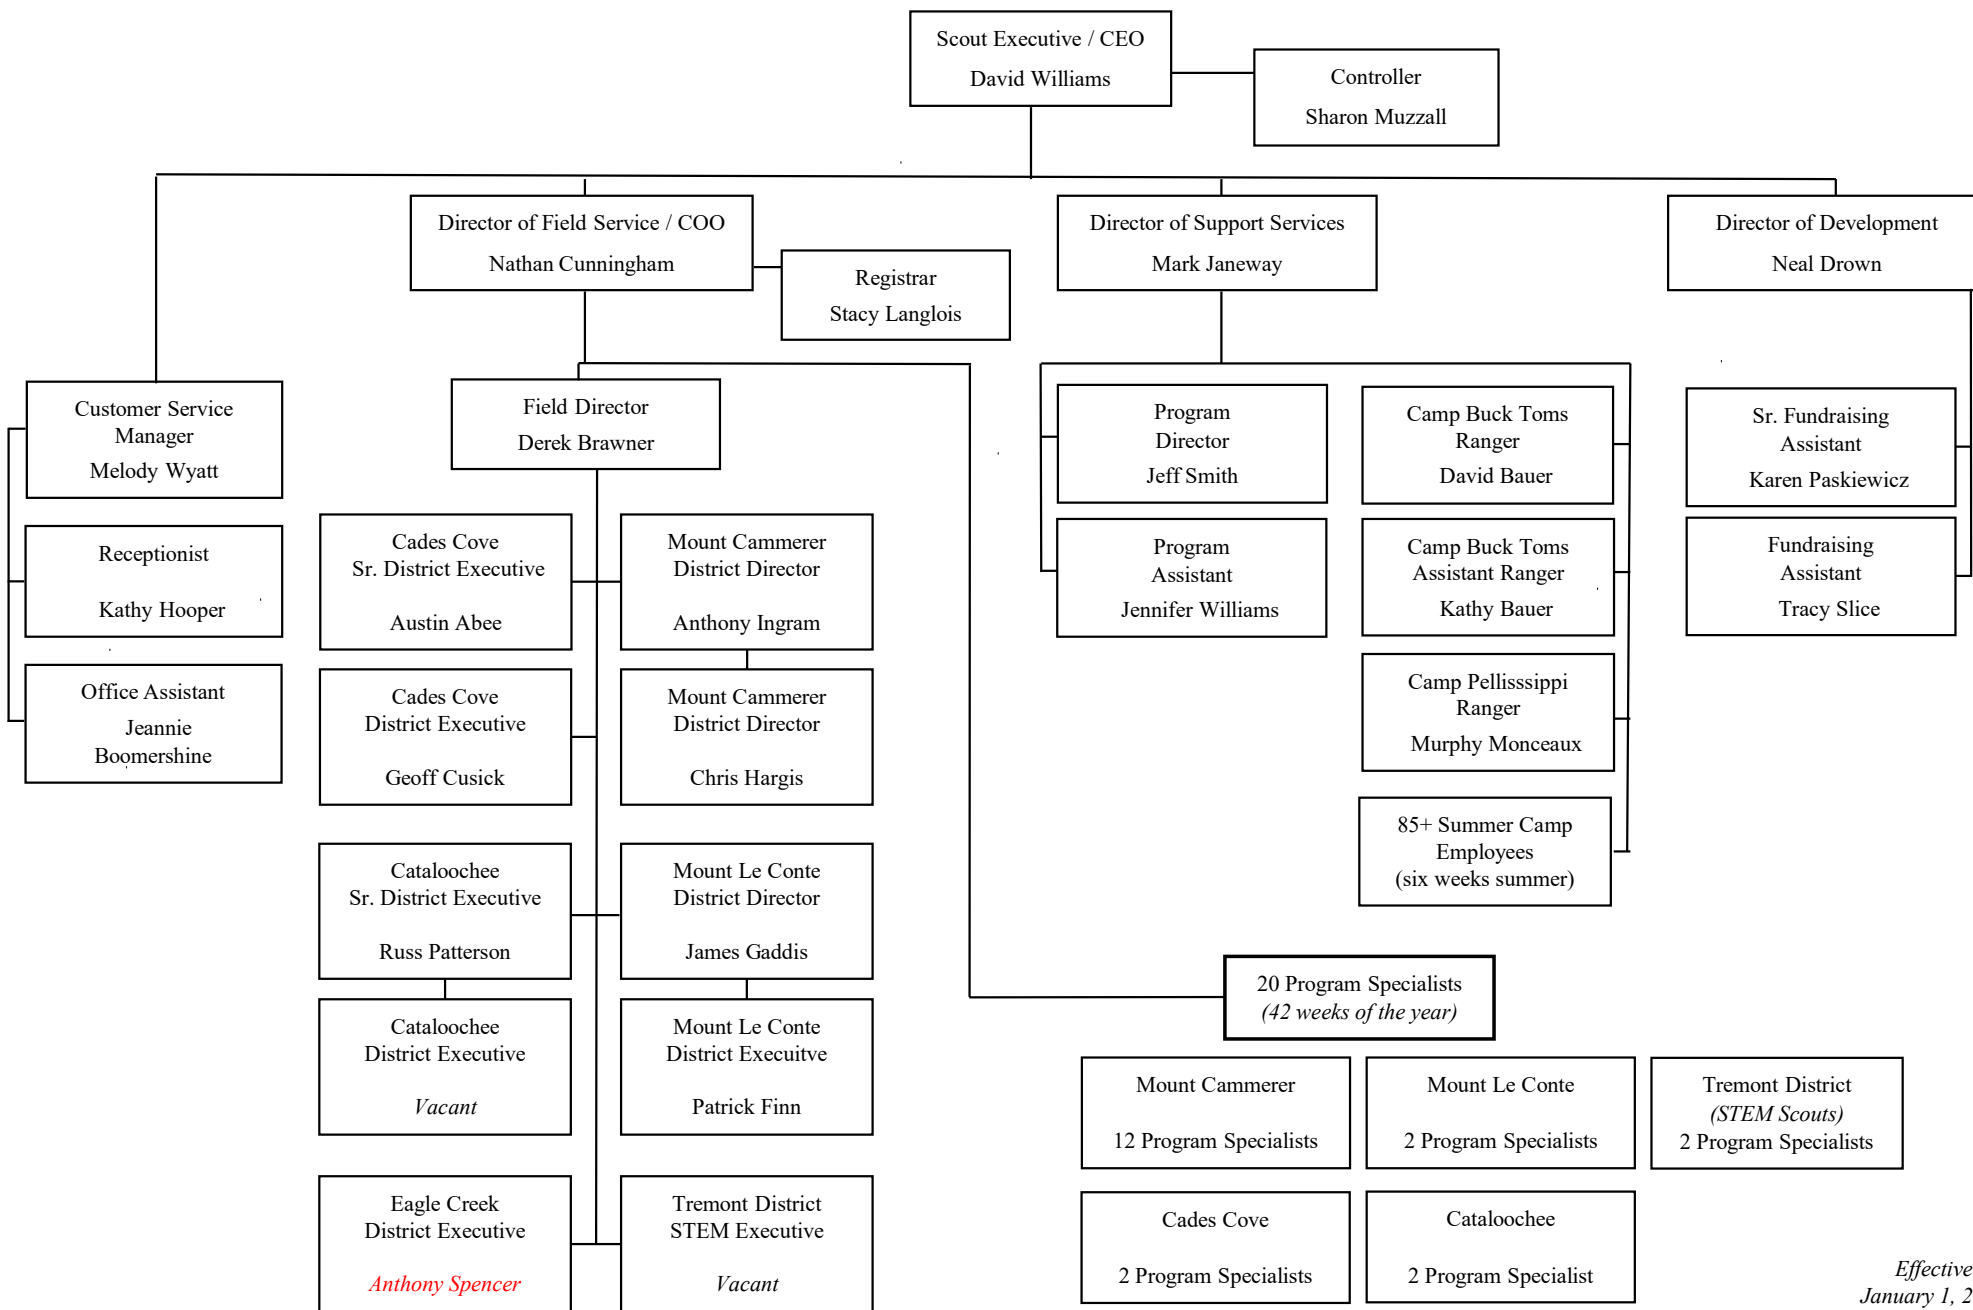 Scout Executive / CEO
David Williams
Controller
Sharon Muzzall
Director of Field Service / COO
Nathan Cunningham
Registrar
Stacy Langlois
Director of Support Services
Mark Janeway
Director of Development
Neal Drown
Customer Service
Manager
Melody Wyatt
Receptionist
Kathy Hooper
Office Assistant
Jeannie
Boomershine
Field Director
Derek Brawner
Cades Cove
Sr. District Executive
Austin Abee
Mount Cammerer
District Director
Anthony Ingram
Cades Cove
District Executive
Geoff Cusick
Mount Cammerer
District Director
Chris Hargis
Cataloochee
Sr. District Executive
Russ Patterson
Mount Le Conte
District Director
James Gaddis
Cataloochee
District Executive
Vacant
Mount Le Conte
District Execuitve
Patrick Finn
Eagle Creek
District Executive
Anthony Spencer
Tremont District
STEM Executive
Vacant
Program
Director
Jeff Smith
Program
Assistant
Jennifer Williams
Camp Buck Toms
Ranger
David Bauer
Camp Buck Toms
Assistant Ranger
Kathy Bauer
Camp Pellisssippi
Ranger
Murphy Monceaux
85+ Summer Camp
Employees
(six weeks summer)
Sr. Fundraising
Assistant
Karen Paskiewicz
Fundraising
Assistant
Tracy Slice
20 Program Specialists
(42 weeks of the year)
Mount Cammerer
12 Program Specialists
Mount Le Conte
2 Program Specialists
Tremont District
(STEM Scouts)
2 Program Specialists
Cades Cove
2 Program Specialists
Cataloochee
2 Program Specialist
Effective
January 1, 2